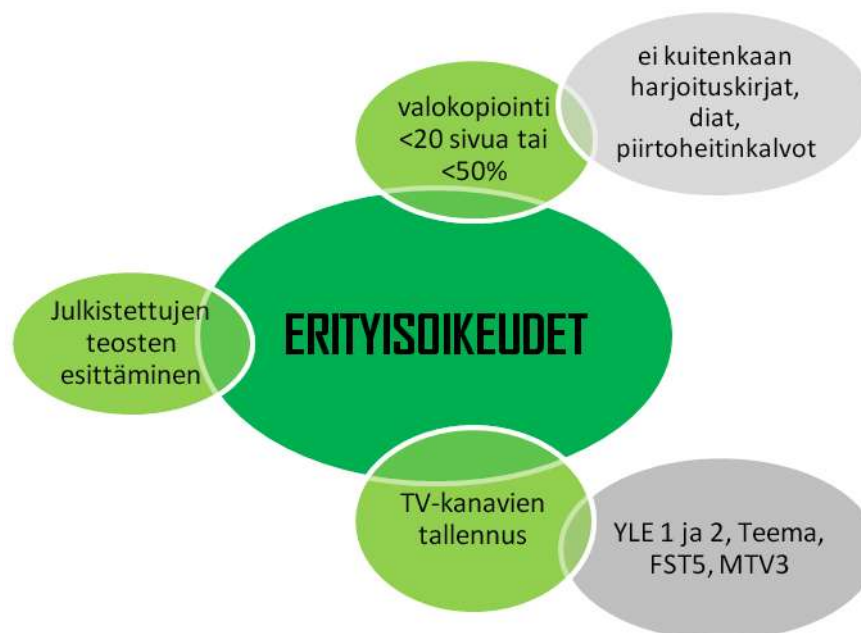 valokopiointi
<20 sivua tai
<50%
ei kuitenkaan
harjoituskirjat,
diat,
piirtoheitinkalvot
Julkistettujen
teosten
esittäminen
ERITYISOIKEUDET
TV-kanavien
tallennus
YLE 1 ja 2, Teema,
FST5, MTV3